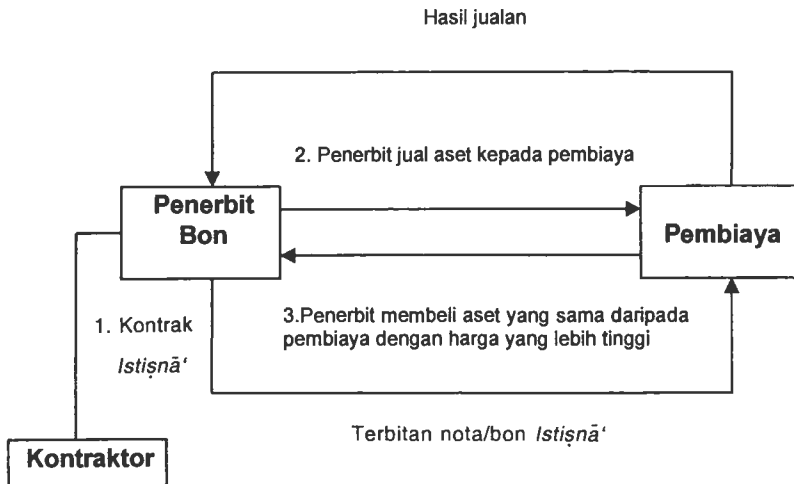 Hasil jualan
2. Penerbit jual aset kepada pembiaya
Penerbit
Bon
Pembiaya
1. Kontrak
Istiṣnā‘
3.Penerbit membeli aset yang sama daripada
pembiaya dengan harga yang lebih tinggi
Terbitan nota/bon Istiṣnā‘
Kontraktor